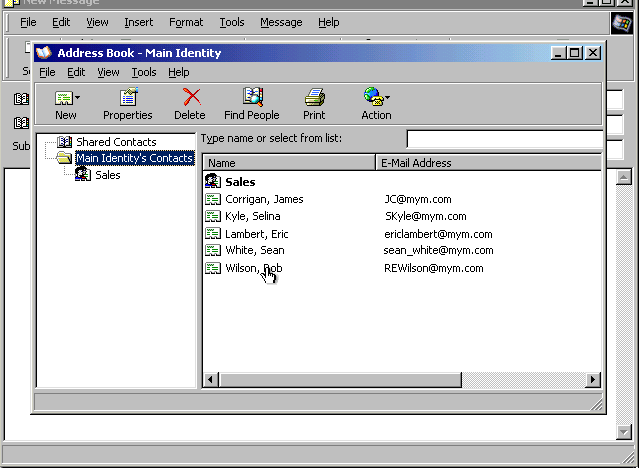 New Message
File Edit View Insert Format Tools Message Help
Address Book - Main Identity
File Edit View Tools Help
New Properties Delete Find People Print Action
Shared Contacts
Main Identity's Contacts
Sales
Type name or select from list:
Name E-Mail Address
Sales
Corrigan, James JC@mym.com
Kyle, Selina SKyle@mym.com
Lambert, Eric ericlambert@mym.com
White, Sean sean_white@mym.com
Wilson, Rob REWilson@mym.com